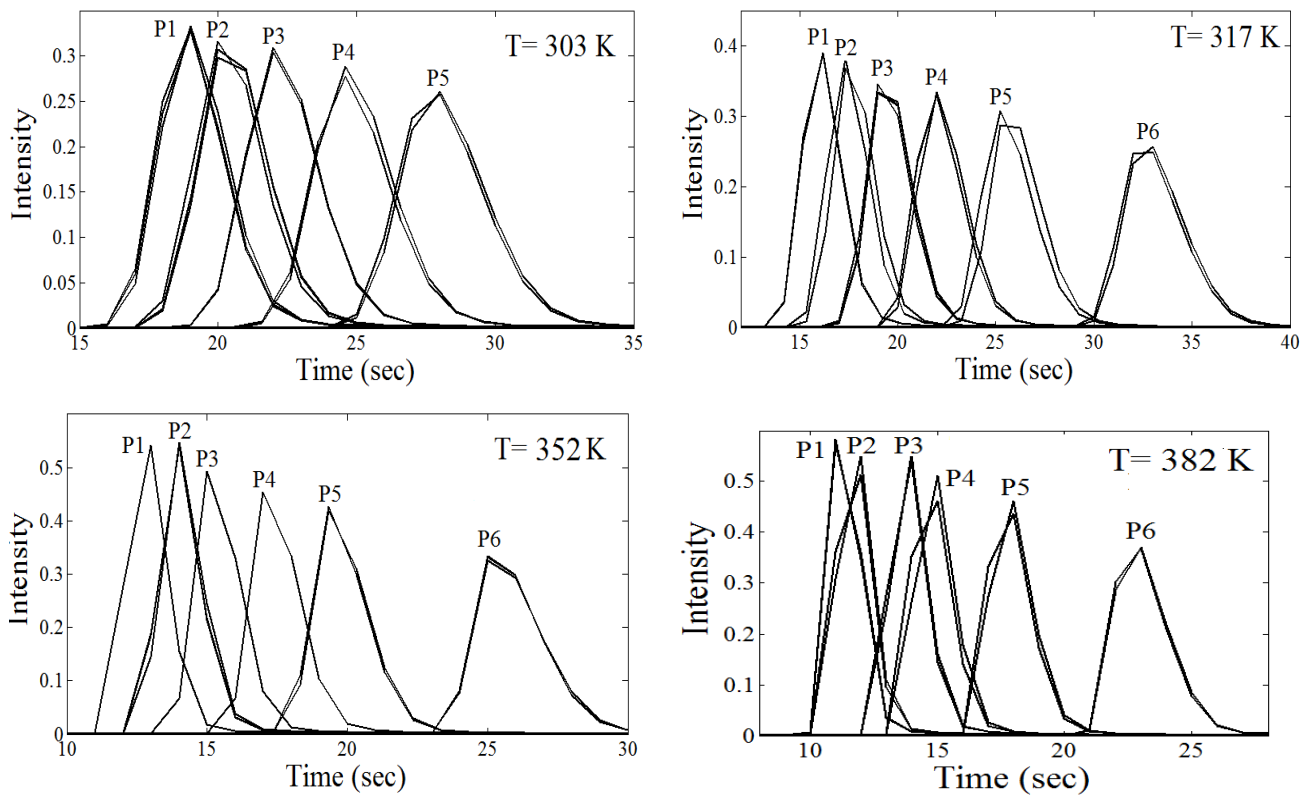 P1 P2 P3 P4 P5
T= 303 K
Intensity
0.3
0.25
0.2
0.15
0.1
0.05
0
15 20 25 30 35
Time (sec)
P1 P2 P3 P4 P5 P6
T= 317 K
Intensity
0.4
0.3
0.2
0.1
0
15 20 25 30 35 40
Time (sec)
P1 P2 P3 P4 P5 P6
T= 352 K
Intensity
0.5
0.4
0.3
0.2
0.1
0
10 15 20 25 30
Time (sec)
P1 P2 P3 P4 P5 P6
T= 382 K
Intensity
0.5
0.4
0.3
0.2
0.1
0
10 15 20 25
Time (sec)